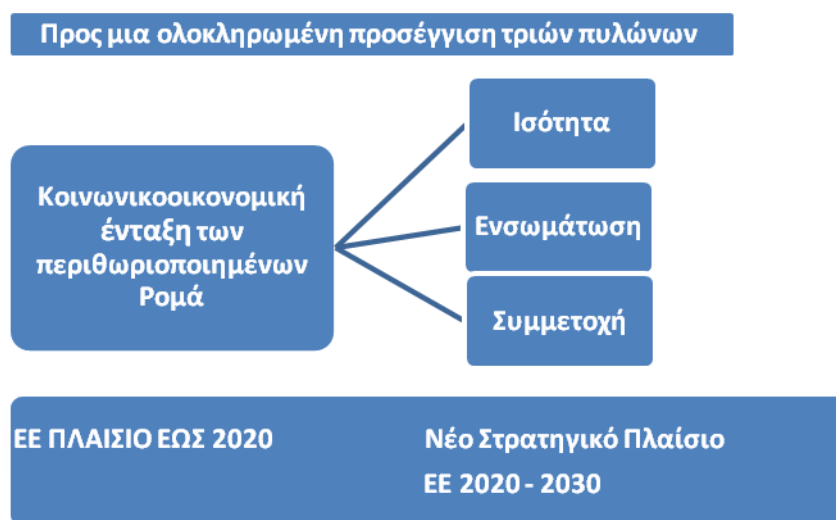 Προς μια ολοκληρωμένη προσέγγιση τριών πυλώνων
Κοινωνικοοικονομική
ένταξη των
περιθωριοποιημένων
Ρομά
Ισότητα
Ενσωμάτωση
Συμμετοχή
ΕΕ ΠΛΑΙΣΙΟ ΕΩΣ 2020
Νέο Στρατηγικό Πλαίσιο
ΕΕ 2020 - 2030